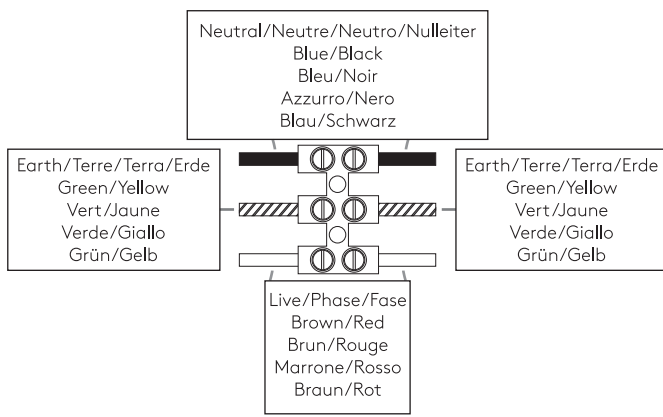 Neutral/Neutre/Neutro/Nulleiter
Blue/Black
Bleu/Noir
Azzurro/Nero
Blau/Schwarz
Earth/Terre/Terra/Erde
Green/Yellow
Vert/Jaune
Verde/Giallo
Grün/Gelb
Earth/Terre/Terra/Erde
Green/Yellow
Vert/Jaune
Verde/Giallo
Grün/Gelb
Live/Phase/Fase
Brown/Red
Brun/Rouge
Marrone/Rosso
Braun/Rot